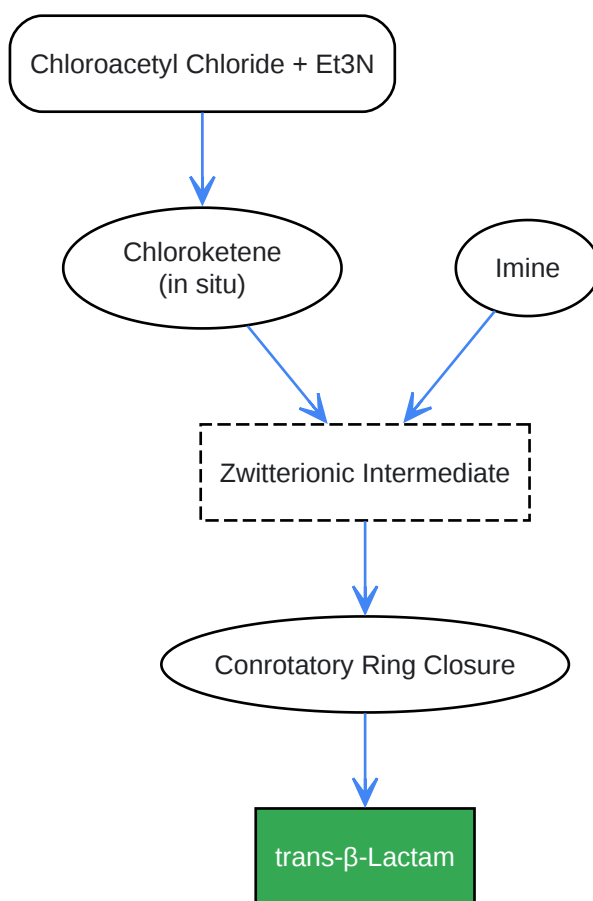 Chloroacetyl Chloride + Et3N
Chloroketene
(in situ)
Imine
Zwitterionic Intermediate
Conrotatory Ring Closure
trans-β-Lactam